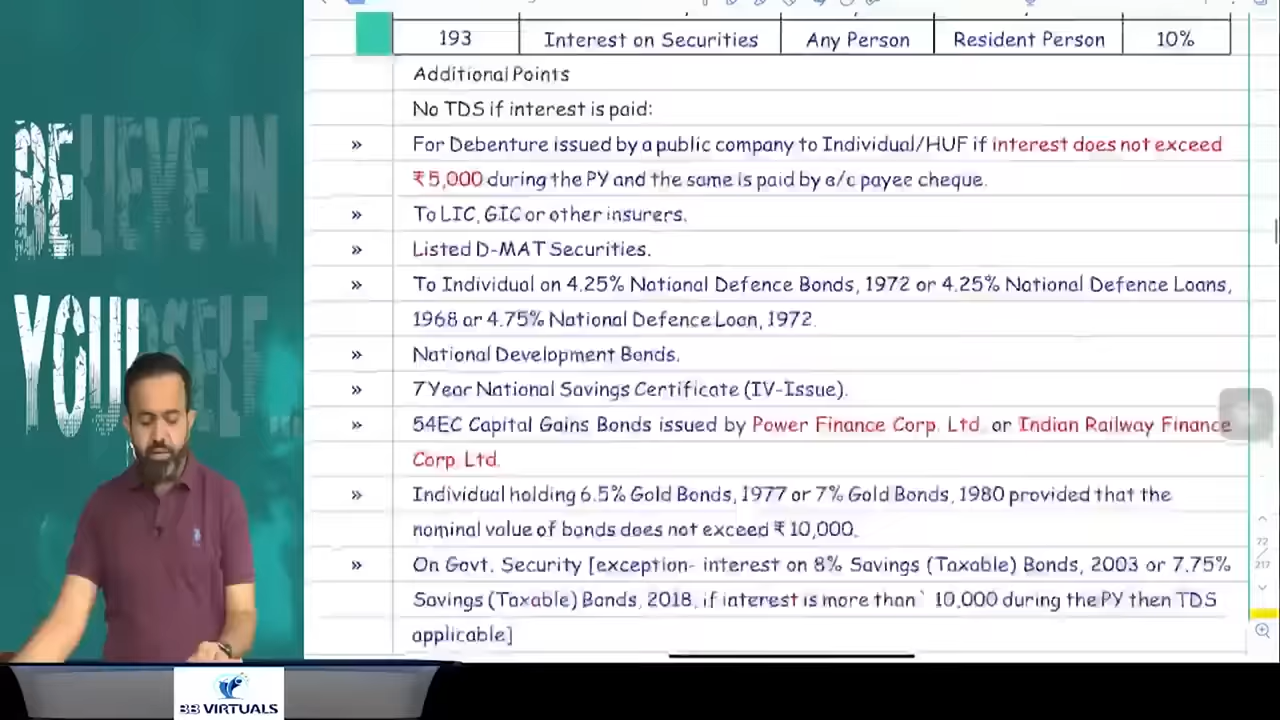 BELIEVE IN
YOURSELF
193 Interest on Securities Any Person Resident Person 10%
Additional Points
No TDS if interest is paid:
» For Debenture issued by a public company to Individual/HUF if interest does not exceed
₹5,000 during the PY and the same is paid by a/c payee cheque.
» To LIC, GIC or other insurers.
» Listed D-MAT Securities.
» To Individual on 4.25% National Defence Bonds, 1972 or 4.25% National Defence Loans,
1968 or 4.75% National Defence Loan, 1972.
» National Development Bonds.
» 7 Year National Savings Certificate (IV-Issue).
» 54EC Capital Gains Bonds issued by Power Finance Corp. Ltd. or Indian Railway Finance
Corp. Ltd.
» Individual holding 6.5% Gold Bonds, 1977 or 7% Gold Bonds, 1980 provided that the
nominal value of bonds does not exceed ₹ 10,000.
» On Govt. Security [exception- interest on 8% Savings (Taxable) Bonds, 2003 or 7.75%
Savings (Taxable) Bonds, 2018, if interest is more than ` 10,000 during the PY then TDS
applicable]
72
217
BB VIRTUALS